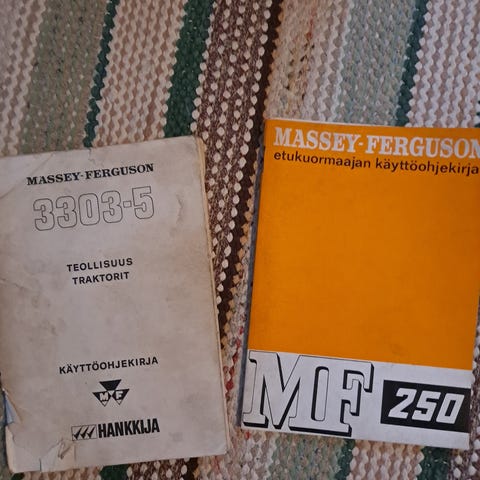 MASSEY-FERGUSON
3303-5
TEOLLISUUS
TRAKTORIT
KÄYTTÖOHJEKIRJA
MF
HANKKIJA
MASSEY-FERGUSON
etukuormaajan käyttöohjekirja
MF 250